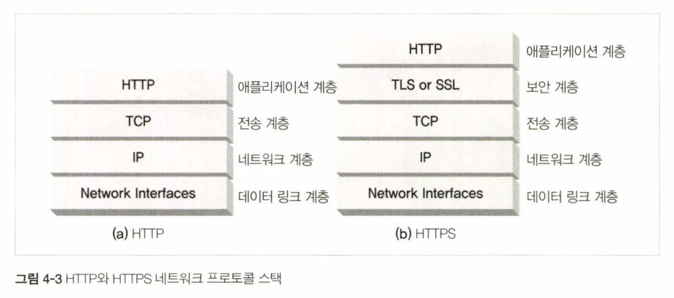 HTTP 애플리케이션 계층
TCP 전송 계층
IP 네트워크 계층
Network Interfaces 데이터 링크 계층
(a) HTTP
HTTP 애플리케이션 계층
TLS or SSL 보안 계층
TCP 전송 계층
IP 네트워크 계층
Network Interfaces 데이터 링크 계층
(b) HTTPS
그림 4-3 HTTP와 HTTPS 네트워크 프로토콜 스택